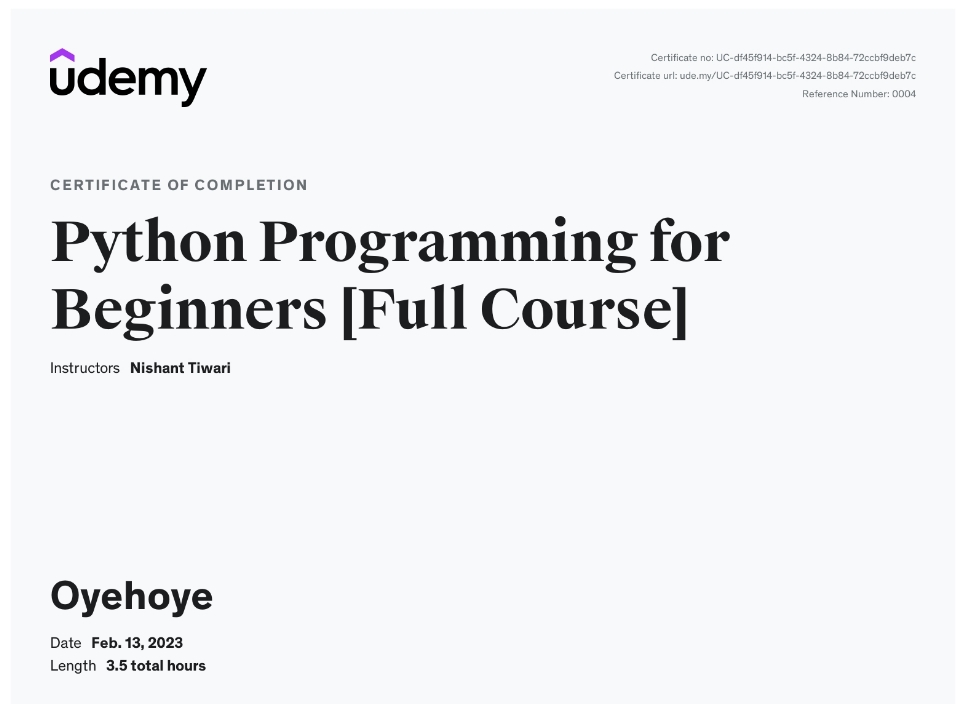 udemy
Certificate no: UC-df45f914-bc5f-4324-8b84-72ccbf9deb7c
Certificate url: ude.my/UC-df45f914-bc5f-4324-8b84-72ccbf9deb7c
Reference Number: 0004
CERTIFICATE OF COMPLETION
Python Programming for
Beginners [Full Course]
Instructors Nishant Tiwari
Oyehoye
Date Feb. 13, 2023
Length 3.5 total hours